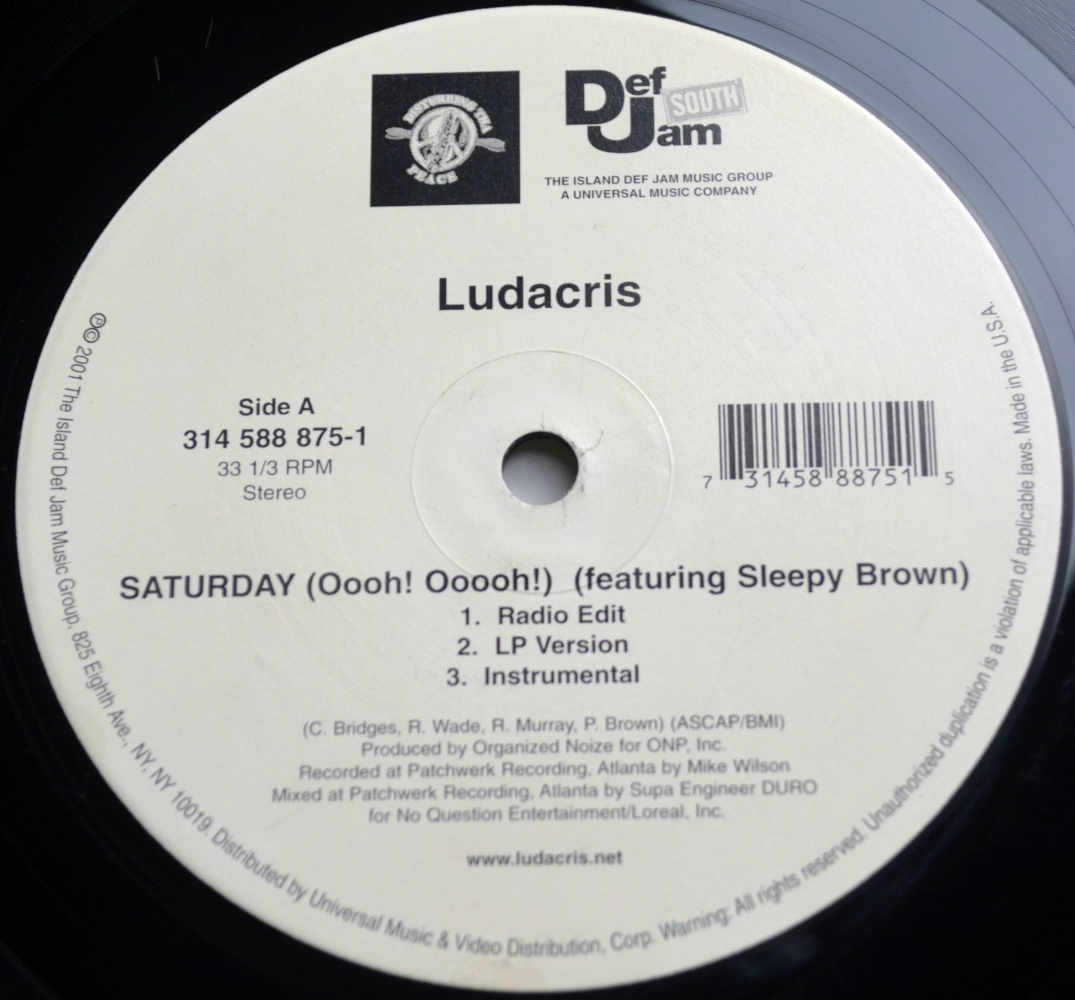 DISTURBING THA
PEACE
Def
Jam
SOUTH
THE ISLAND DEF JAM MUSIC GROUP
A UNIVERSAL MUSIC COMPANY
Ludacris
Side A
314 588 875-1
33 1/3 RPM
Stereo
7 31458 88751 5
SATURDAY (Oooh! Ooooh!) (featuring Sleepy Brown)
1. Radio Edit
2. LP Version
3. Instrumental
(C. Bridges, R. Wade, R. Murray, P. Brown) (ASCAP/BMI)
Produced by Organized Noize for ONP, Inc.
Recorded at Patchwerk Recording, Atlanta by Mike Wilson
Mixed at Patchwerk Recording, Atlanta by Supa Engineer DURO
for No Question Entertainment/Loreal, Inc.
www.ludacris.net
℗© 2001 The Island Def Jam Music Group, 825 Eighth Ave., NY, NY 10019. Distributed by Universal Music & Video Distribution, Corp. Warning: All rights reserved. Unauthorized duplication is a violation of applicable laws. Made in the U.S.A.